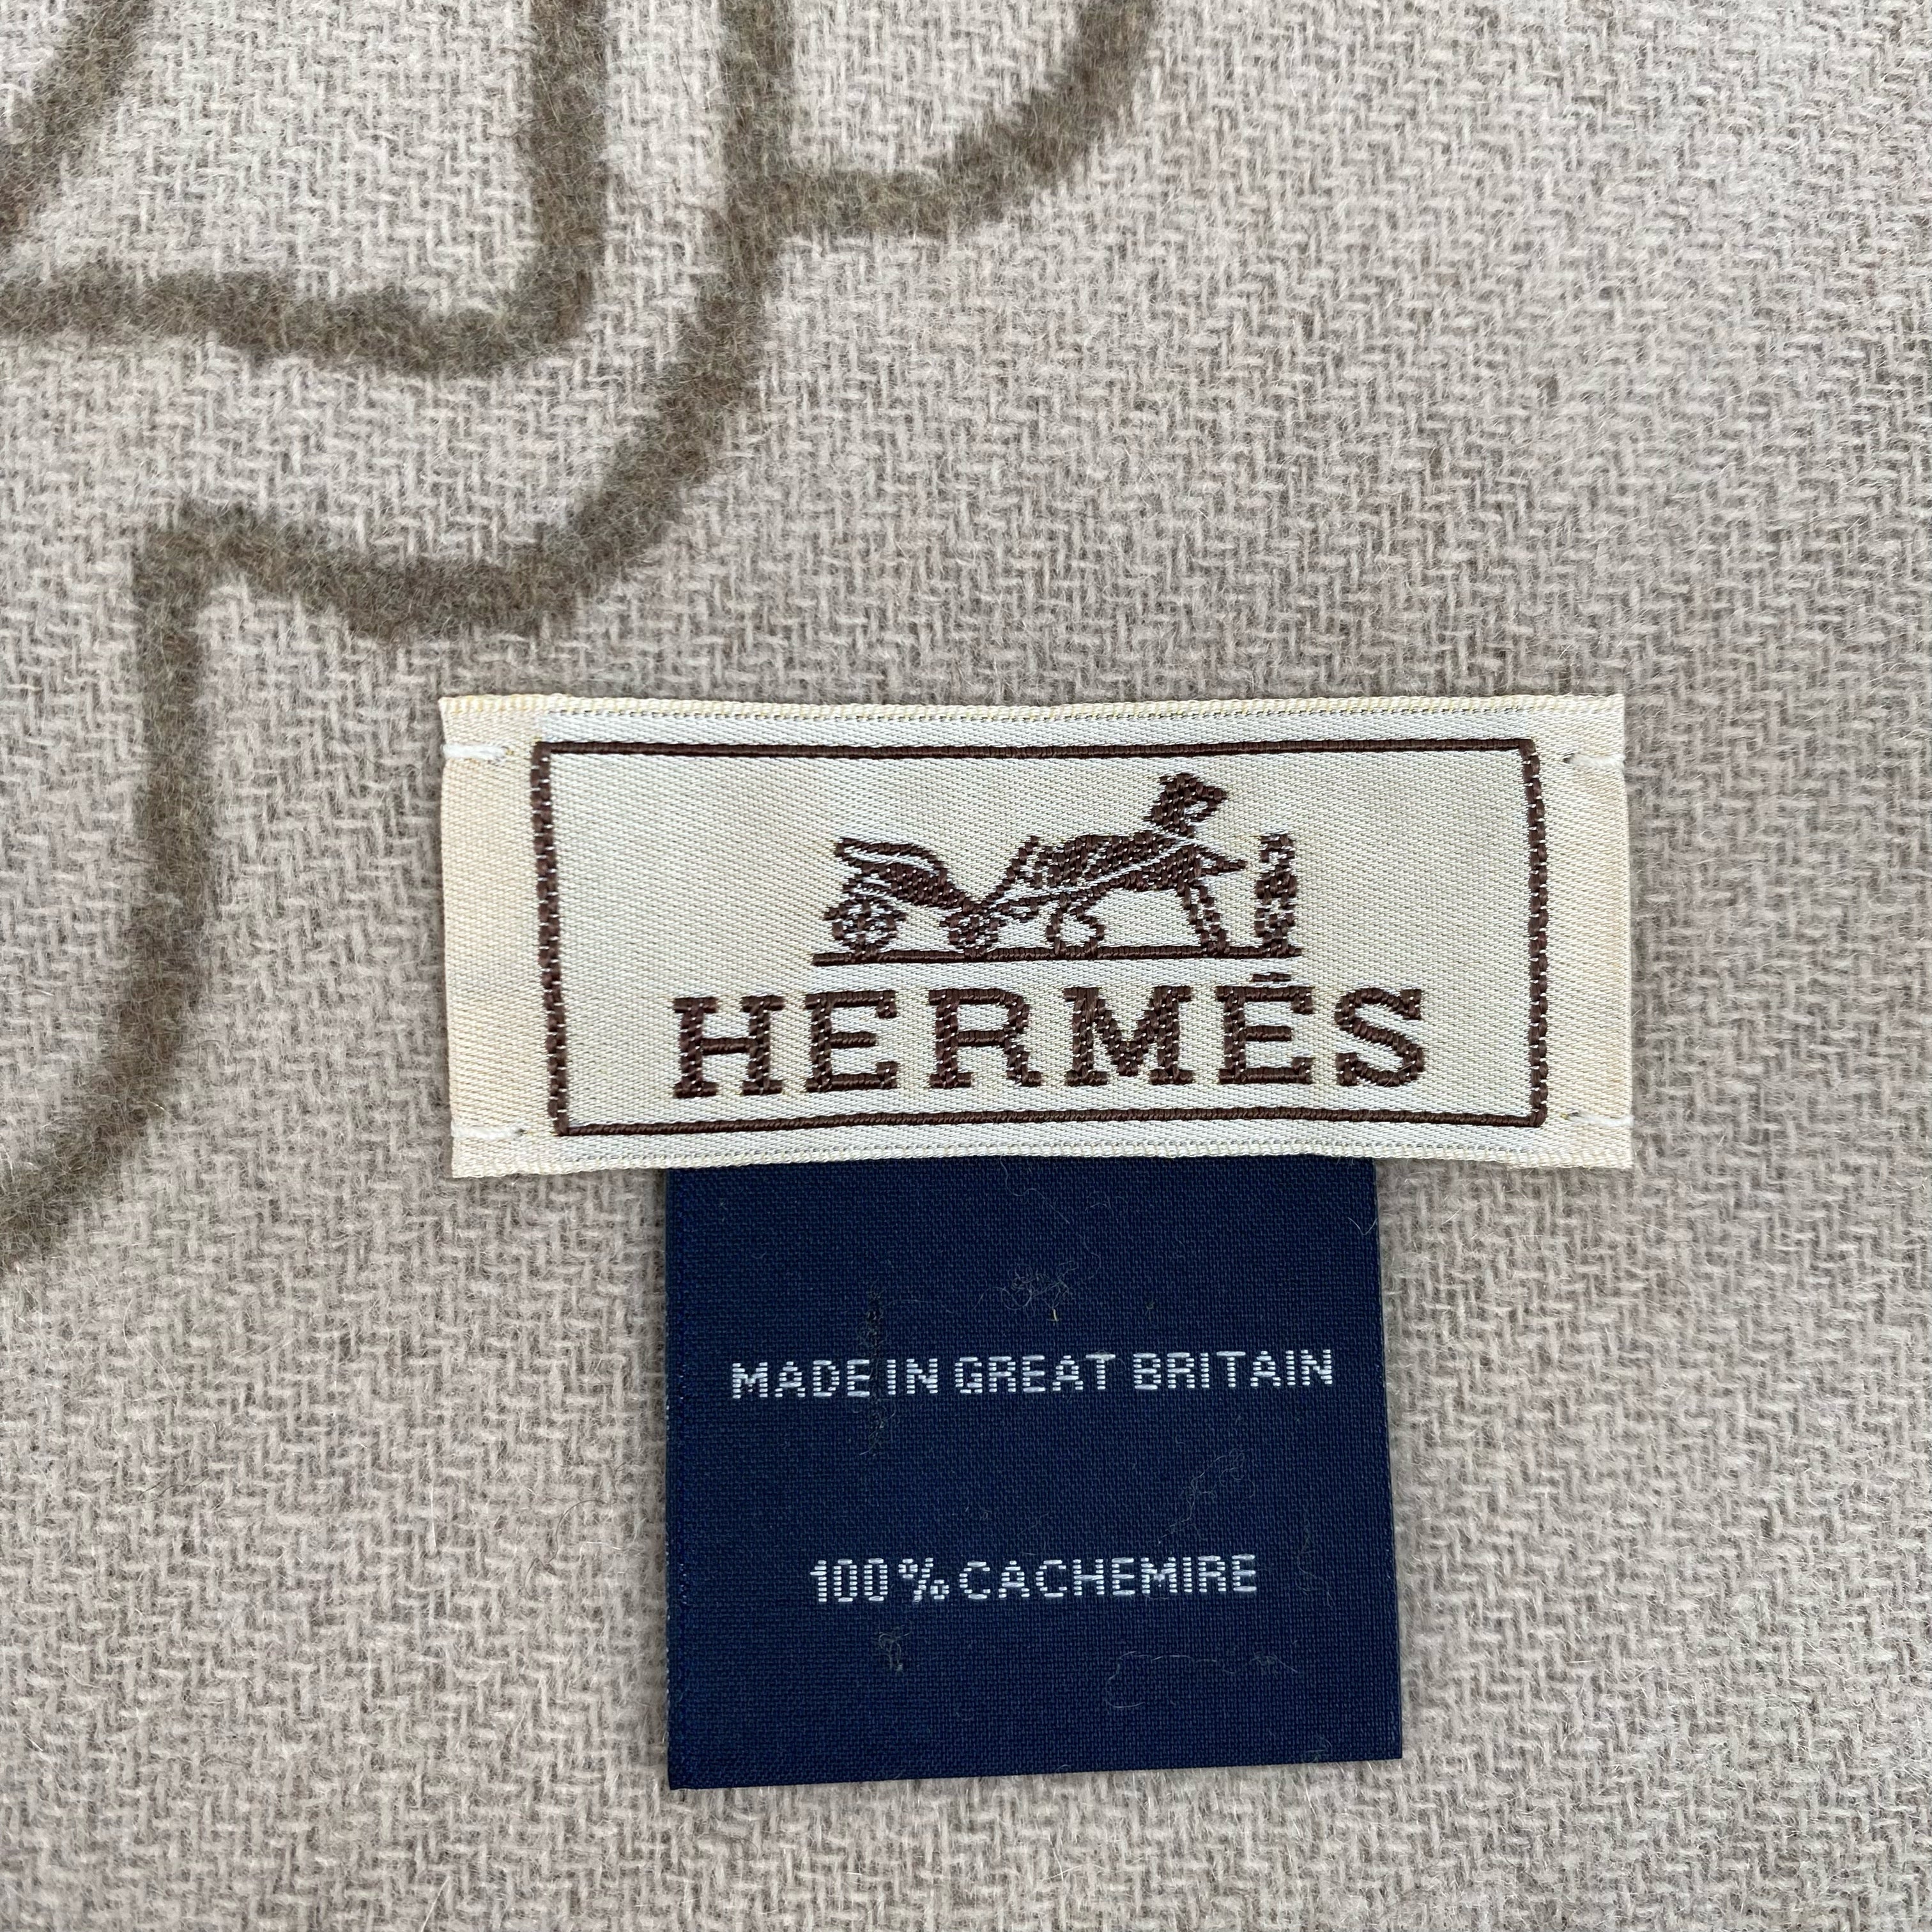 HERMÈS
MADE IN GREAT BRITAIN
100% CACHEMIRE